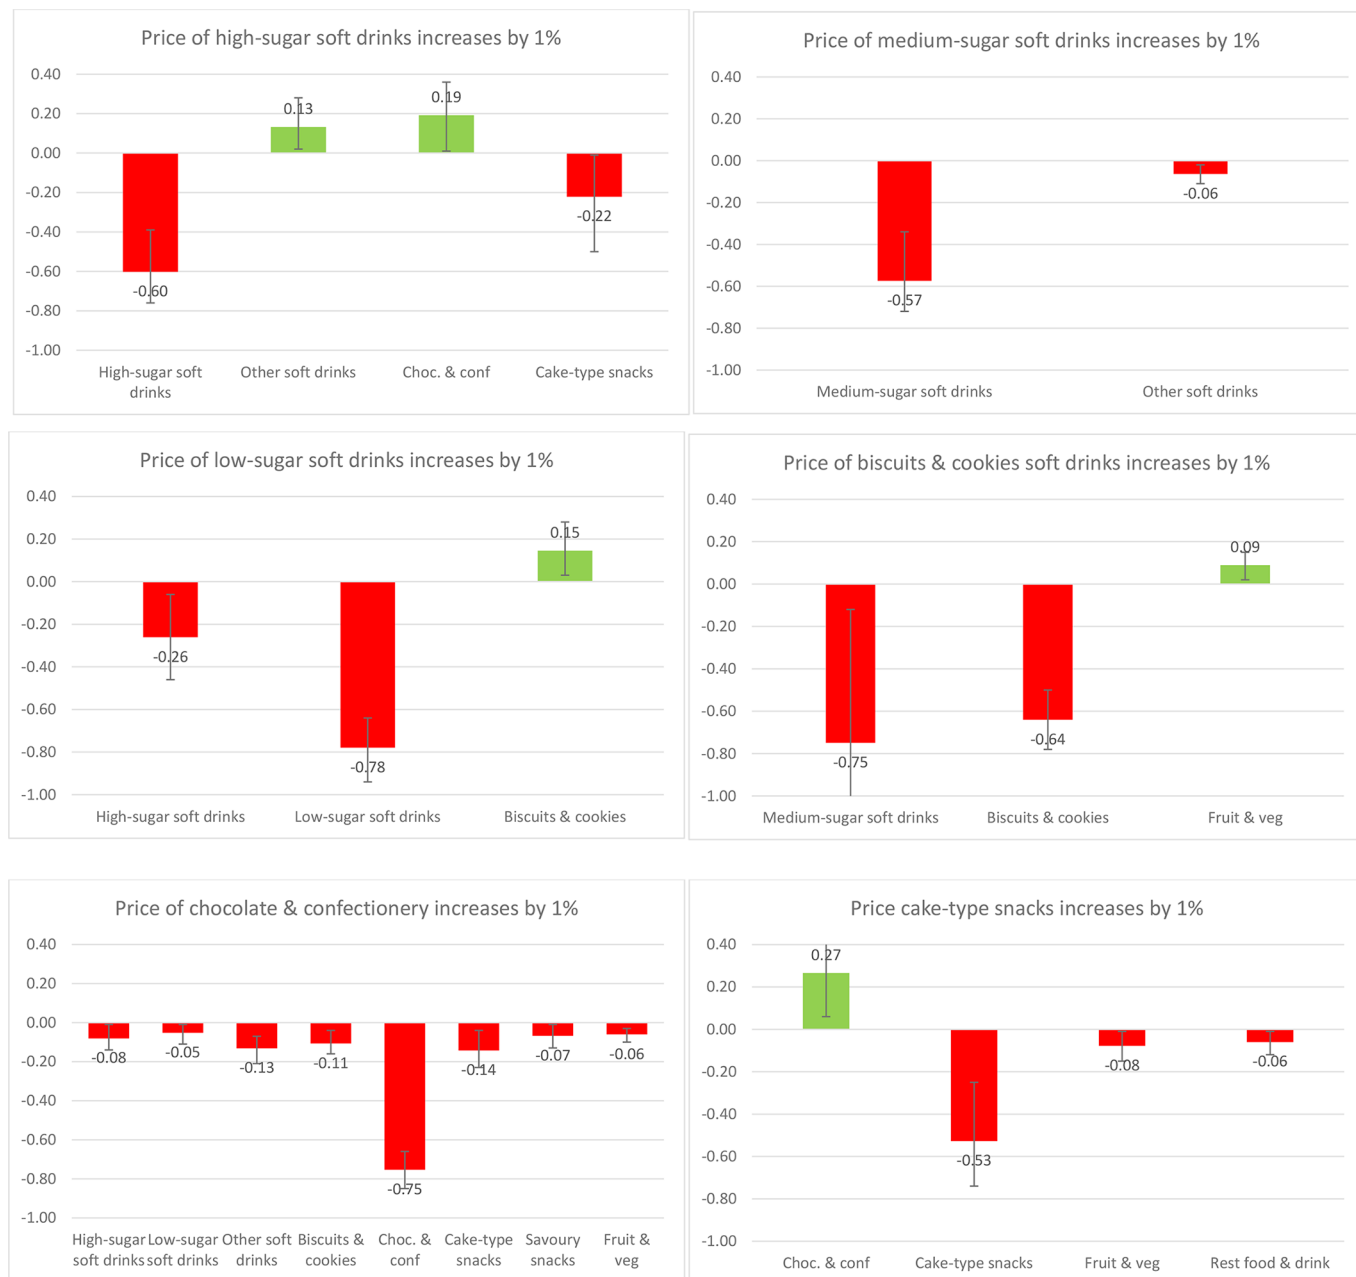 Price of high-sugar soft drinks increases by 1%
0.40
0.20
0.00
-0.20
-0.40
-0.60
-0.80
-1.00
0.13
0.19
-0.22
-0.60
High-sugar soft
drinks
Other soft drinks
Choc. & conf
Cake-type snacks
Price of medium-sugar soft drinks increases by 1%
0.40
0.20
0.00
-0.20
-0.40
-0.60
-0.80
-1.00
-0.06
-0.57
Medium-sugar soft drinks
Other soft drinks
Price of low-sugar soft drinks increases by 1%
0.40
0.20
0.00
-0.20
-0.40
-0.60
-0.80
-1.00
0.15
-0.26
-0.78
High-sugar soft drinks
Low-sugar soft drinks
Biscuits & cookies
Price of biscuits & cookies soft drinks increases by 1%
0.40
0.20
0.00
-0.20
-0.40
-0.60
-0.80
-1.00
0.09
-0.64
-0.75
Medium-sugar soft drinks
Biscuits & cookies
Fruit & veg
Price of chocolate & confectionery increases by 1%
0.40
0.20
0.00
-0.20
-0.40
-0.60
-0.80
-1.00
-0.08
-0.05
-0.13
-0.11
-0.75
-0.14
-0.07
-0.06
High-sugar
soft drinks
Low-sugar
soft drinks
Other soft
drinks
Biscuits &
cookies
Choc. &
conf
Cake-type
snacks
Savoury
snacks
Fruit &
veg
Price cake-type snacks increases by 1%
0.40
0.20
0.00
-0.20
-0.40
-0.60
-0.80
-1.00
0.27
-0.53
-0.08
-0.06
Choc. & conf
Cake-type snacks
Fruit & veg
Rest food & drink